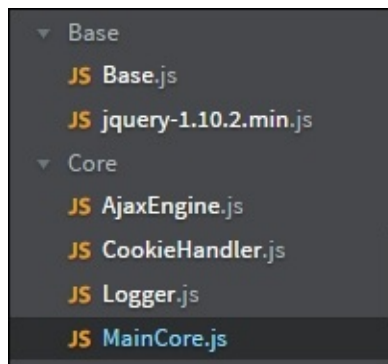 Base
JS Base.js
JS jquery-1.10.2.min.js
Core
JS AjaxEngine.js
JS CookieHandler.js
JS Logger.js
JS MainCore.js